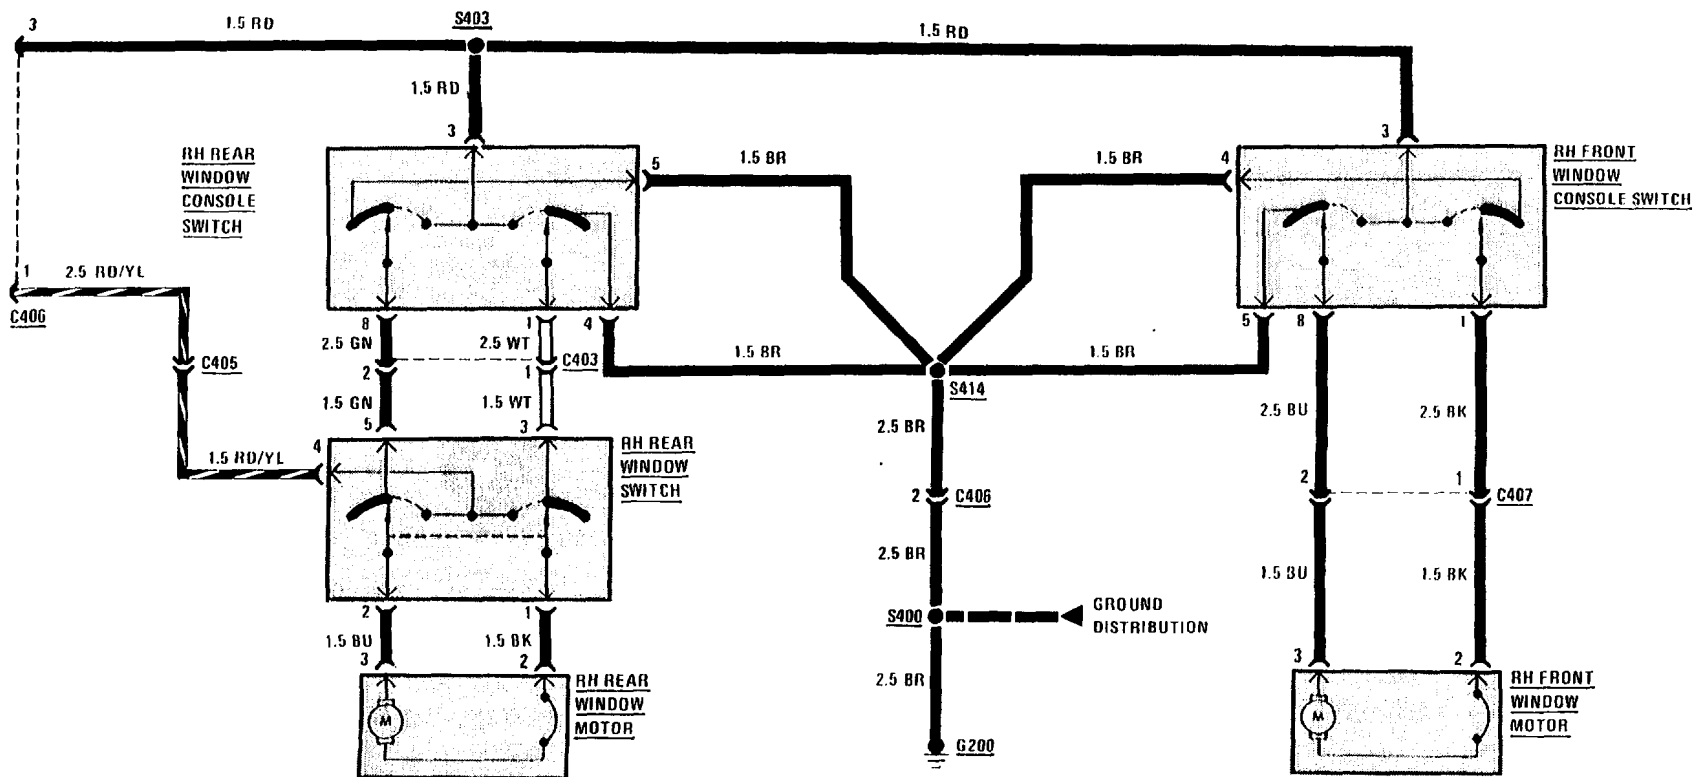 3
1.5 RD
S403
1.5 RD
1.5 RD
3
3
RH REAR
WINDOW
CONSOLE
SWITCH
5
1.5 BR
1.5 BR
4
RH FRONT
WINDOW
CONSOLE SWITCH
1
2.5 RD/YL
C406
8
1
4
5
8
1
2.5 GN
2.5 WT
C403
1.5 BR
1.5 BR
C405
2
1
S414
1.5 GN
1.5 WT
2.5 BR
2.5 BU
2.5 BK
5
3
4
RH REAR
WINDOW
SWITCH
1.5 RD/YL
2
C406
2
1
C407
2.5 BR
1.5 BU
1.5 BK
2
1
S400
GROUND
DISTRIBUTION
1.5 BU
1.5 BK
3
2
2.5 BR
3
2
RH REAR
WINDOW
MOTOR
M
RH FRONT
WINDOW
MOTOR
M
G200